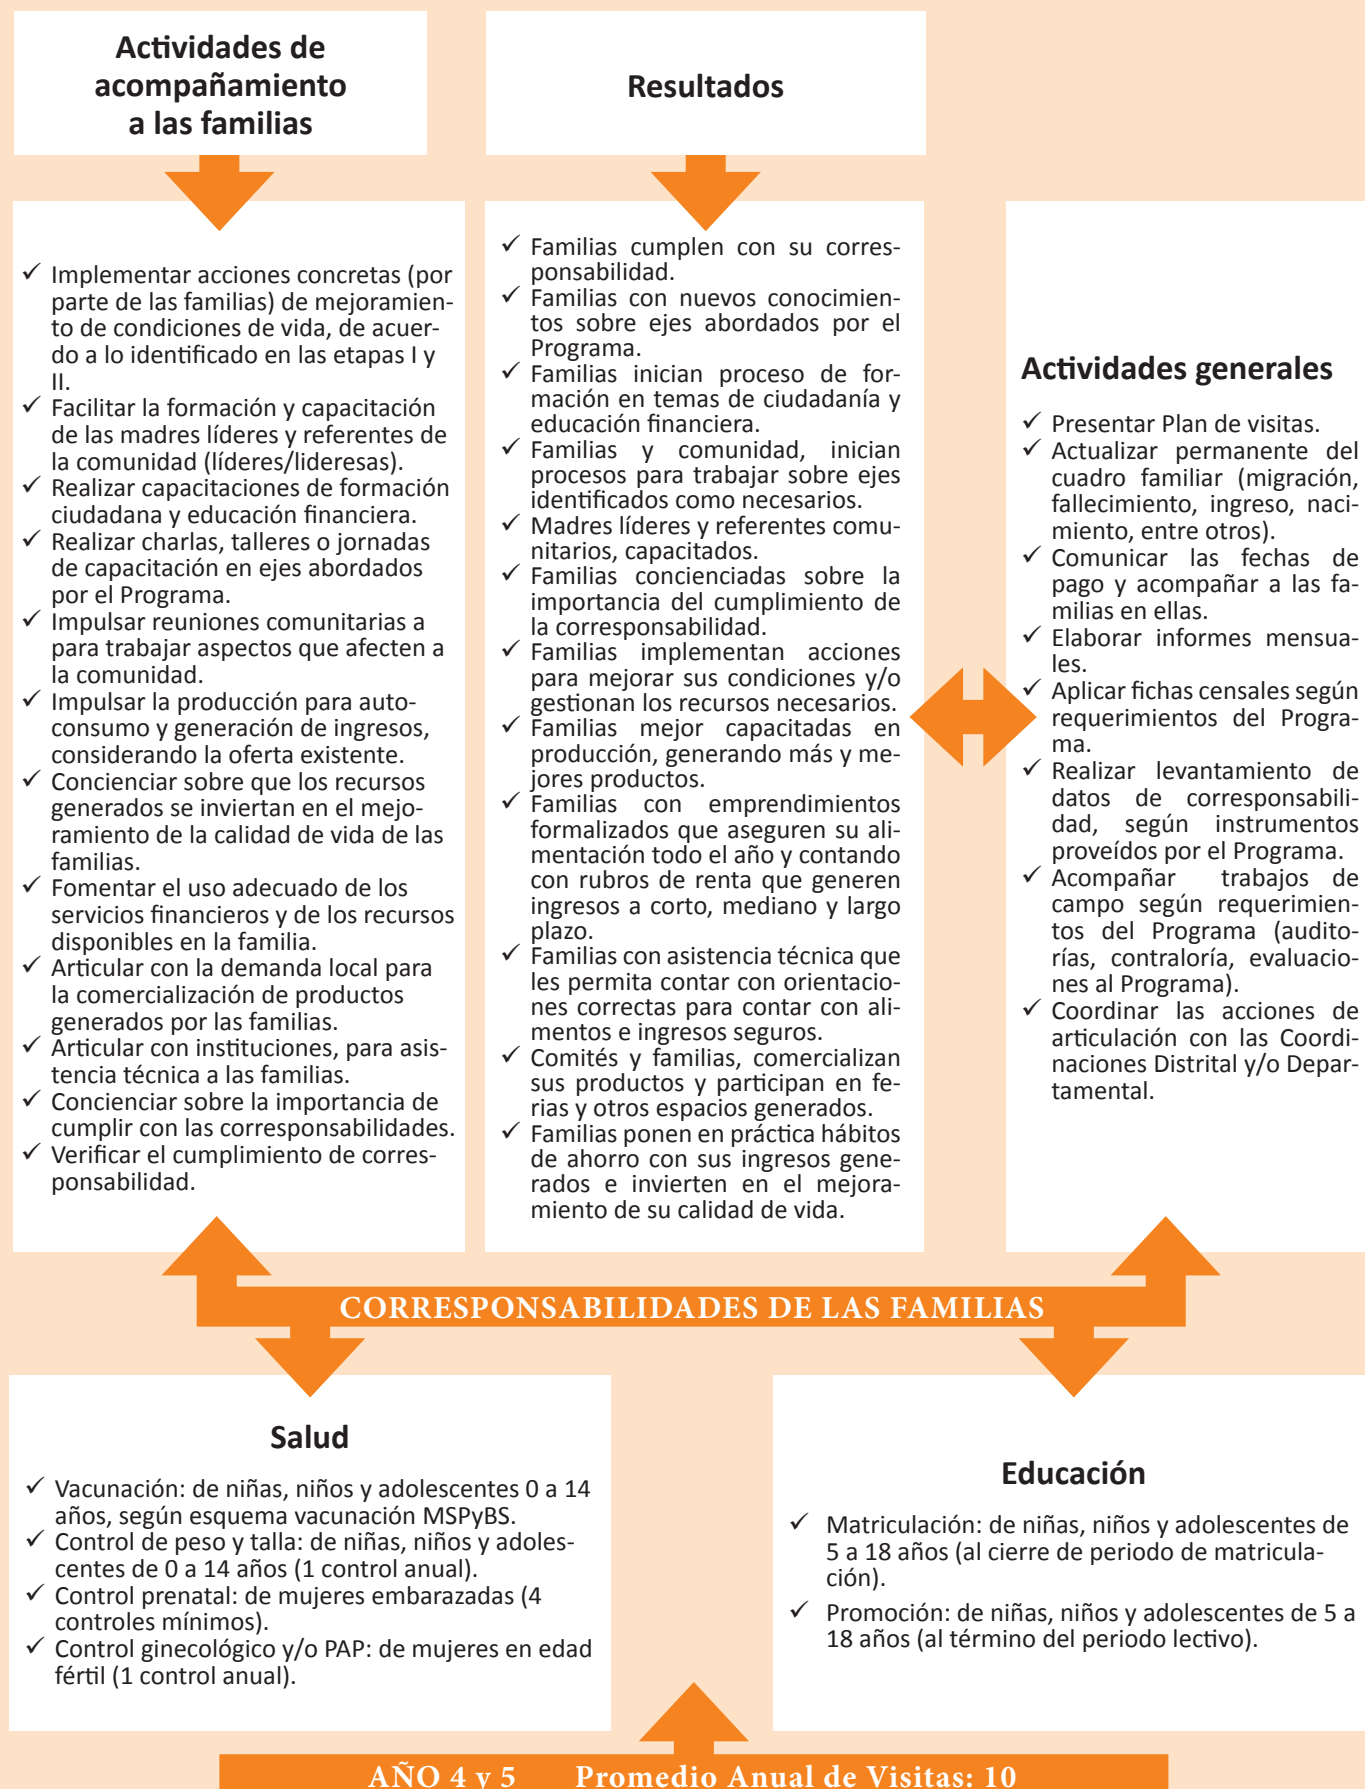 Actividades de
acompañamiento
a las familias
✓ Implementar acciones concretas (por
parte de las familias) de mejoramien-
to de condiciones de vida, de acuer-
do a lo identificado en las etapas I y
II.
✓ Facilitar la formación y capacitación
de las madres líderes y referentes de
la comunidad (líderes/lideresas).
✓ Realizar capacitaciones de formación
ciudadana y educación financiera.
✓ Realizar charlas, talleres o jornadas
de capacitación en ejes abordados
por el Programa.
✓ Impulsar reuniones comunitarias a
para trabajar aspectos que afecten a
la comunidad.
✓ Impulsar la producción para auto-
consumo y generación de ingresos,
considerando la oferta existente.
✓ Concienciar sobre que los recursos
generados se inviertan en el mejo-
ramiento de la calidad de vida de las
familias.
✓ Fomentar el uso adecuado de los
servicios financieros y de los recursos
disponibles en la familia.
✓ Articular con la demanda local para
la comercialización de productos
generados por las familias.
✓ Articular con instituciones, para asis-
tencia técnica a las familias.
✓ Concienciar sobre la importancia de
cumplir con las corresponsabilidades.
✓ Verificar el cumplimiento de corres-
ponsabilidad.
Resultados
✓ Familias cumplen con su corres-
ponsabilidad.
✓ Familias con nuevos conocimien-
tos sobre ejes abordados por el
Programa.
✓ Familias inician proceso de for-
mación en temas de ciudadanía y
educación financiera.
✓ Familias y comunidad, inician
procesos para trabajar sobre ejes
identificados como necesarios.
✓ Madres líderes y referentes comu-
nitarios, capacitados.
✓ Familias concienciadas sobre la
importancia del cumplimiento de
la corresponsabilidad.
✓ Familias implementan acciones
para mejorar sus condiciones y/o
gestionan los recursos necesarios.
✓ Familias mejor capacitadas en
producción, generando más y me-
jores productos.
✓ Familias con emprendimientos
formalizados que aseguren su ali-
mentación todo el año y contando
con rubros de renta que generen
ingresos a corto, mediano y largo
plazo.
✓ Familias con asistencia técnica que
les permita contar con orientacio-
nes correctas para contar con ali-
mentos e ingresos seguros.
✓ Comités y familias, comercializan
sus productos y participan en fe-
rias y otros espacios generados.
✓ Familias ponen en práctica hábitos
de ahorro con sus ingresos gene-
rados e invierten en el mejora-
miento de su calidad de vida.
Actividades generales
✓ Presentar Plan de visitas.
✓ Actualizar permanente del
cuadro familiar (migración,
fallecimiento, ingreso, naci-
miento, entre otros).
✓ Comunicar las fechas de
pago y acompañar a las fa-
milias en ellas.
✓ Elaborar informes mensua-
les.
✓ Aplicar fichas censales según
requerimientos del Progra-
ma.
✓ Realizar levantamiento de
datos de corresponsabili-
dad, según instrumentos
proveídos por el Programa.
✓ Acompañar trabajos de
campo según requerimien-
tos del Programa (audito-
rías, contraloría, evaluacio-
nes al Programa).
✓ Coordinar las acciones de
articulación con las Coordi-
naciones Distrital y/o Depar-
tamental.
CORRESPONSABILIDADES DE LAS FAMILIAS
Salud
✓ Vacunación: de niñas, niños y adolescentes 0 a 14
años, según esquema vacunación MSPyBS.
✓ Control de peso y talla: de niñas, niños y adoles-
centes de 0 a 14 años (1 control anual).
✓ Control prenatal: de mujeres embarazadas (4
controles mínimos).
✓ Control ginecológico y/o PAP: de mujeres en edad
fértil (1 control anual).
Educación
✓ Matriculación: de niñas, niños y adolescentes de
5 a 18 años (al cierre de periodo de matricula-
ción).
✓ Promoción: de niñas, niños y adolescentes de 5 a
18 años (al término del periodo lectivo).
AÑO 4 y 5 Promedio Anual de Visitas: 10